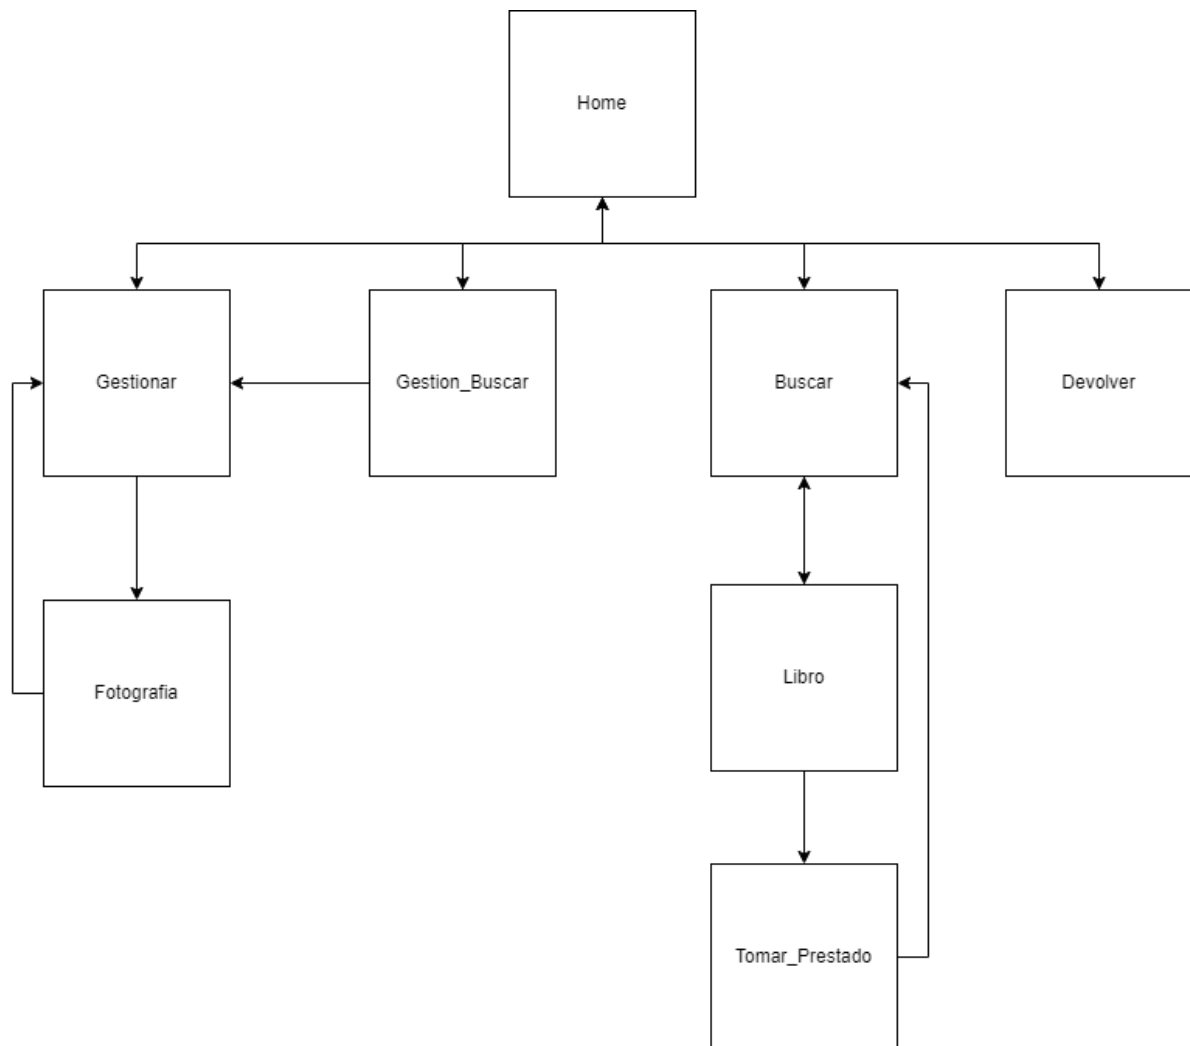 Home
Gestionar
Gestion_Buscar
Buscar
Devolver
Libro
Fotografia
Tomar_Prestado